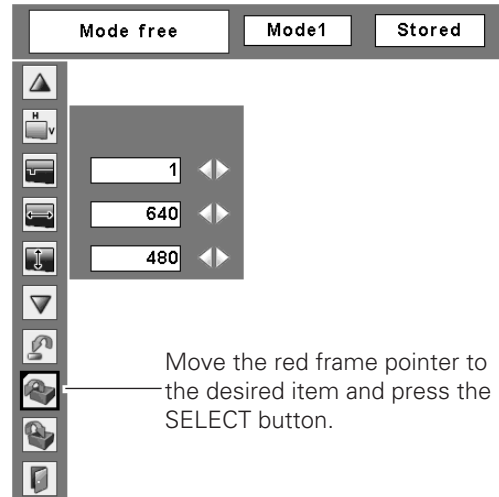 Mode free Mode1 Stored
H
V
1
640
480
Move the red frame pointer to
the desired item and press the
SELECT button.